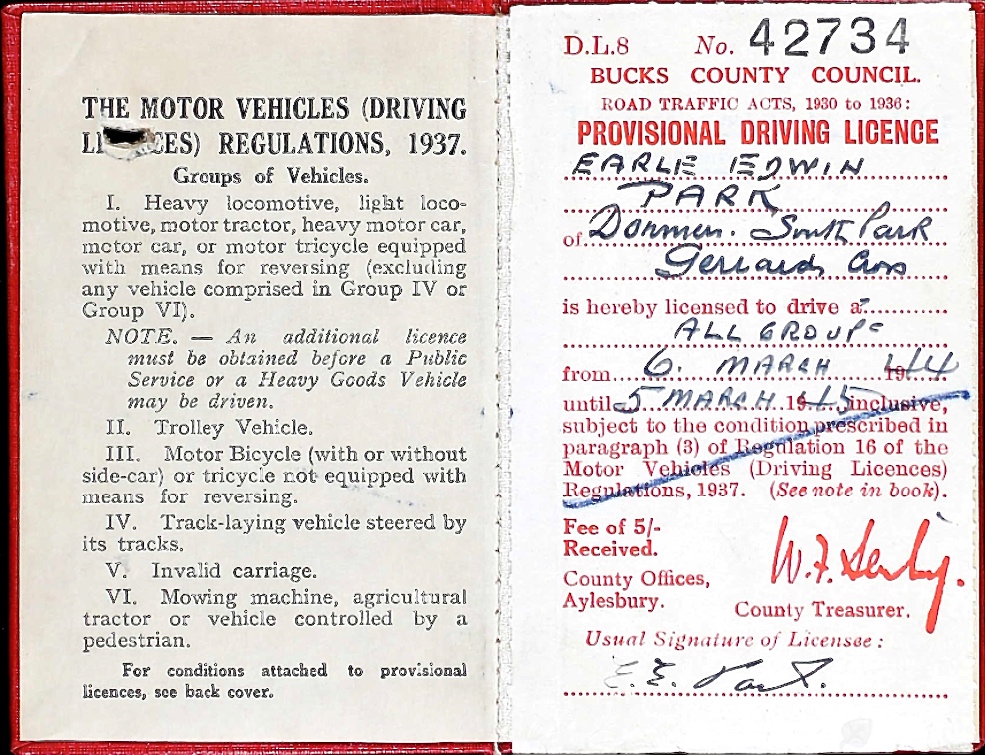 THE MOTOR VEHICLES (DRIVING
LI CES) REGULATIONS, 1937.
Groups of Vehicles.
I. Heavy locomotive, light loco-
motive, motor tractor, heavy motor car,
motor car, or motor tricycle equipped
with means for reversing (excluding
any vehicle comprised in Group IV or
Group VI).
NOTE. — An additional licence
must be obtained before a Public
Service or a Heavy Goods Vehicle
may be driven.
II. Trolley Vehicle.
III. Motor Bicycle (with or without
side-car) or tricycle not equipped with
means for reversing.
IV. Track-laying vehicle steered by
its tracks.
V. Invalid carriage.
VI. Mowing machine, agricultural
tractor or vehicle controlled by a
pedestrian.
For conditions attached to provisional
licences, see back cover.
D.L.8 No. 42734
BUCKS COUNTY COUNCIL.
ROAD TRAFFIC ACTS, 1930 to 1936:
PROVISIONAL DRIVING LICENCE
EARLE EDWIN
PARK
of Dormen. South Park
Gerrards Cross
is hereby licensed to drive a
ALL GROUPS
from 6. MARCH 1944
until 5 MARCH 1945 inclusive,
subject to the condition prescribed in
paragraph (3) of Regulation 16 of the
Motor Vehicles (Driving Licences)
Regulations, 1937. (See note in book).
Fee of 5/-
Received.
County Offices,
Aylesbury.
W.F.
County Treasurer.
Usual Signature of Licensee:
E.E. Park.